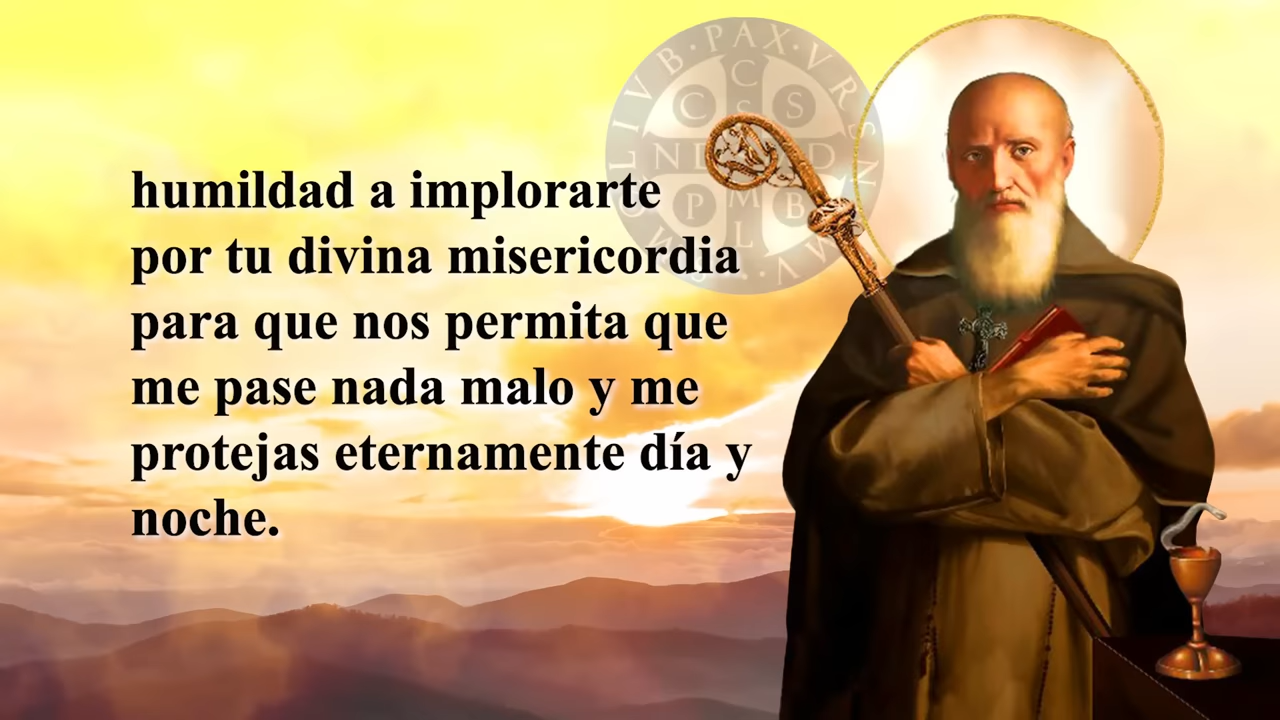 humildad a implorarte
por tu divina misericordia
para que nos permita que
me pase nada malo y me
protejas eternamente día y
noche.
PAX
C
C S S
N D D
P M B
L